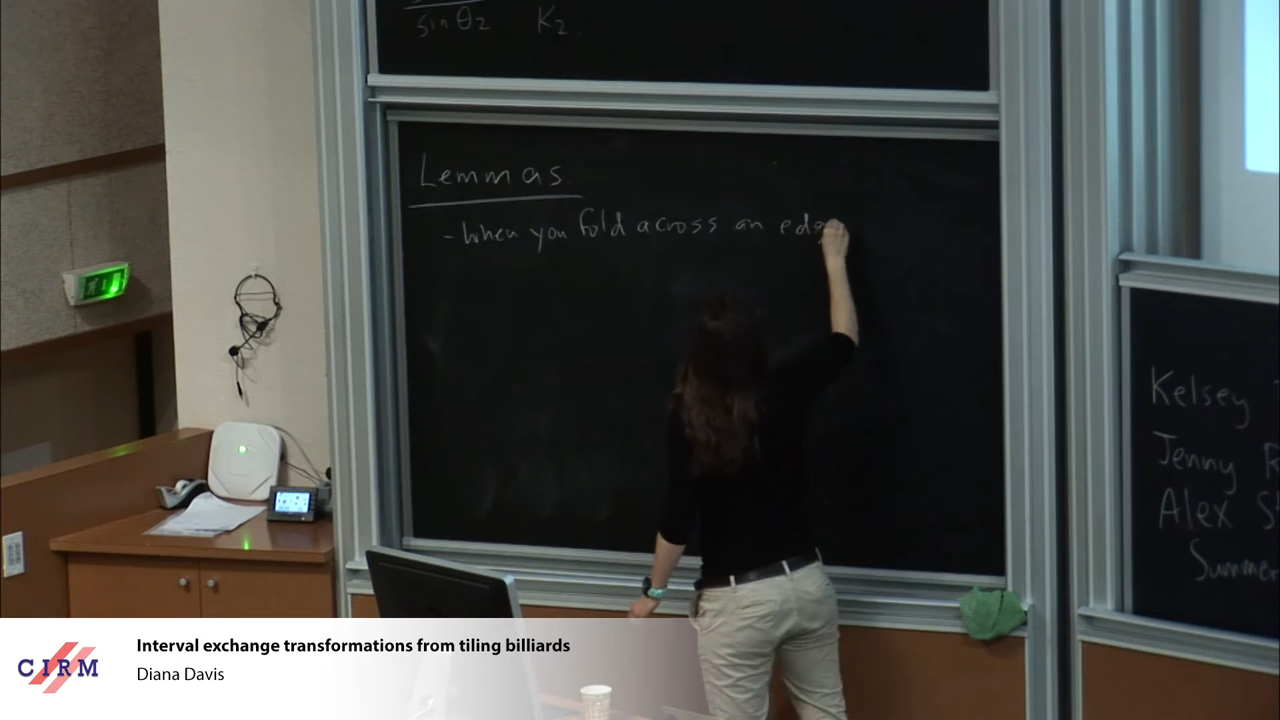 sin θ2 K2.
Lemmas
- When you fold across an edg
Kelsey
Jenny R
Alex S
Summer
CIRM
Interval exchange transformations from tiling billiards
Diana Davis